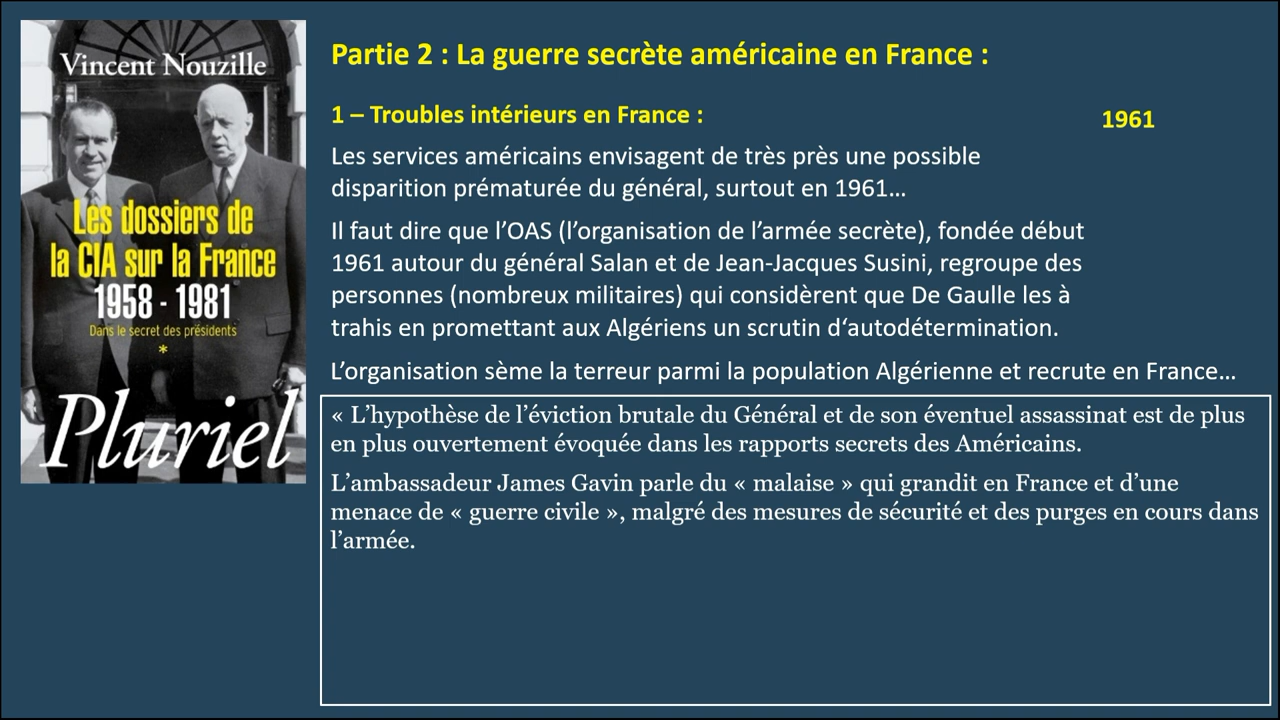 Vincent Nouzille
Les dossiers de
la CIA sur la France
1958 - 1981
Dans le secret des présidents
*
Pluriel
Partie 2 : La guerre secrète américaine en France :
1 – Troubles intérieurs en France :
1961
Les services américains envisagent de très près une possible
disparition prématurée du général, surtout en 1961…
Il faut dire que l’OAS (l’organisation de l’armée secrète), fondée début
1961 autour du général Salan et de Jean-Jacques Susini, regroupe des
personnes (nombreux militaires) qui considèrent que De Gaulle les à
trahis en promettant aux Algériens un scrutin d‘autodétermination.
L’organisation sème la terreur parmi la population Algérienne et recrute en France…
« L’hypothèse de l’éviction brutale du Général et de son éventuel assassinat est de plus
en plus ouvertement évoquée dans les rapports secrets des Américains.
L’ambassadeur James Gavin parle du « malaise » qui grandit en France et d’une
menace de « guerre civile », malgré des mesures de sécurité et des purges en cours dans
l’armée.